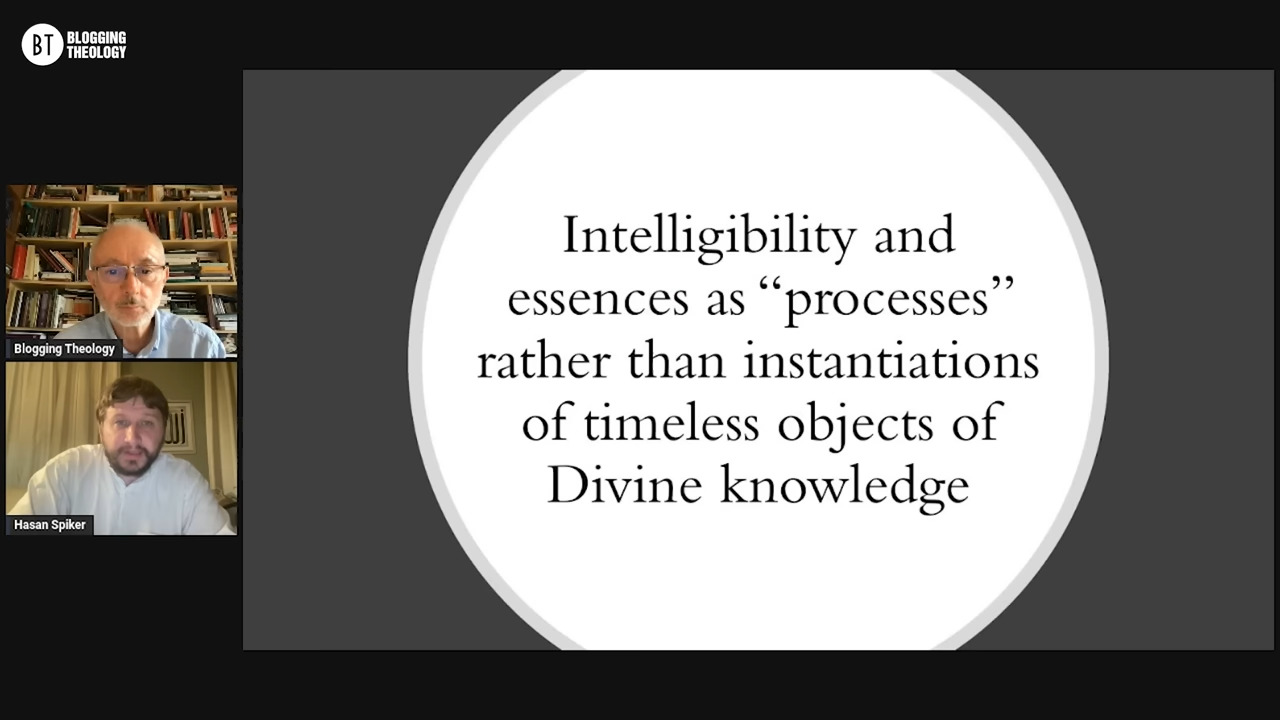 BT BLOGGING
THEOLOGY
Intelligibility and
essences as “processes”
rather than instantiations
of timeless objects of
Divine knowledge
Blogging Theology
Hasan Spiker